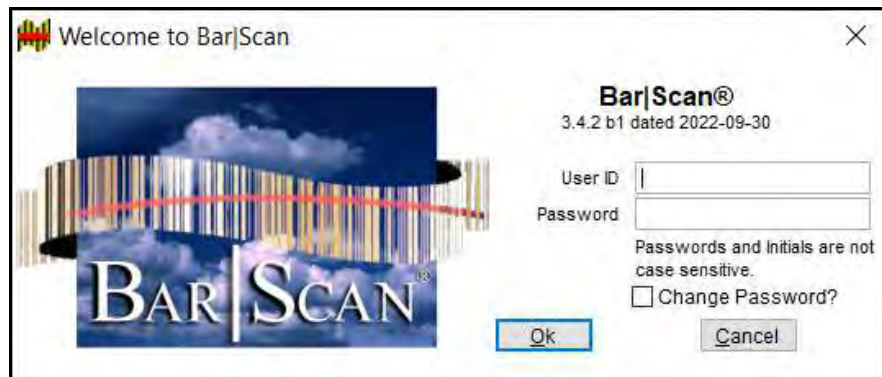 Welcome to Bar|Scan
Bar|Scan®
3.4.2 b1 dated 2022-09-30
User ID
Password
Passwords and Initials are not
case sensitive.
Change Password?
BAR|SCAN®
Ok
Cancel